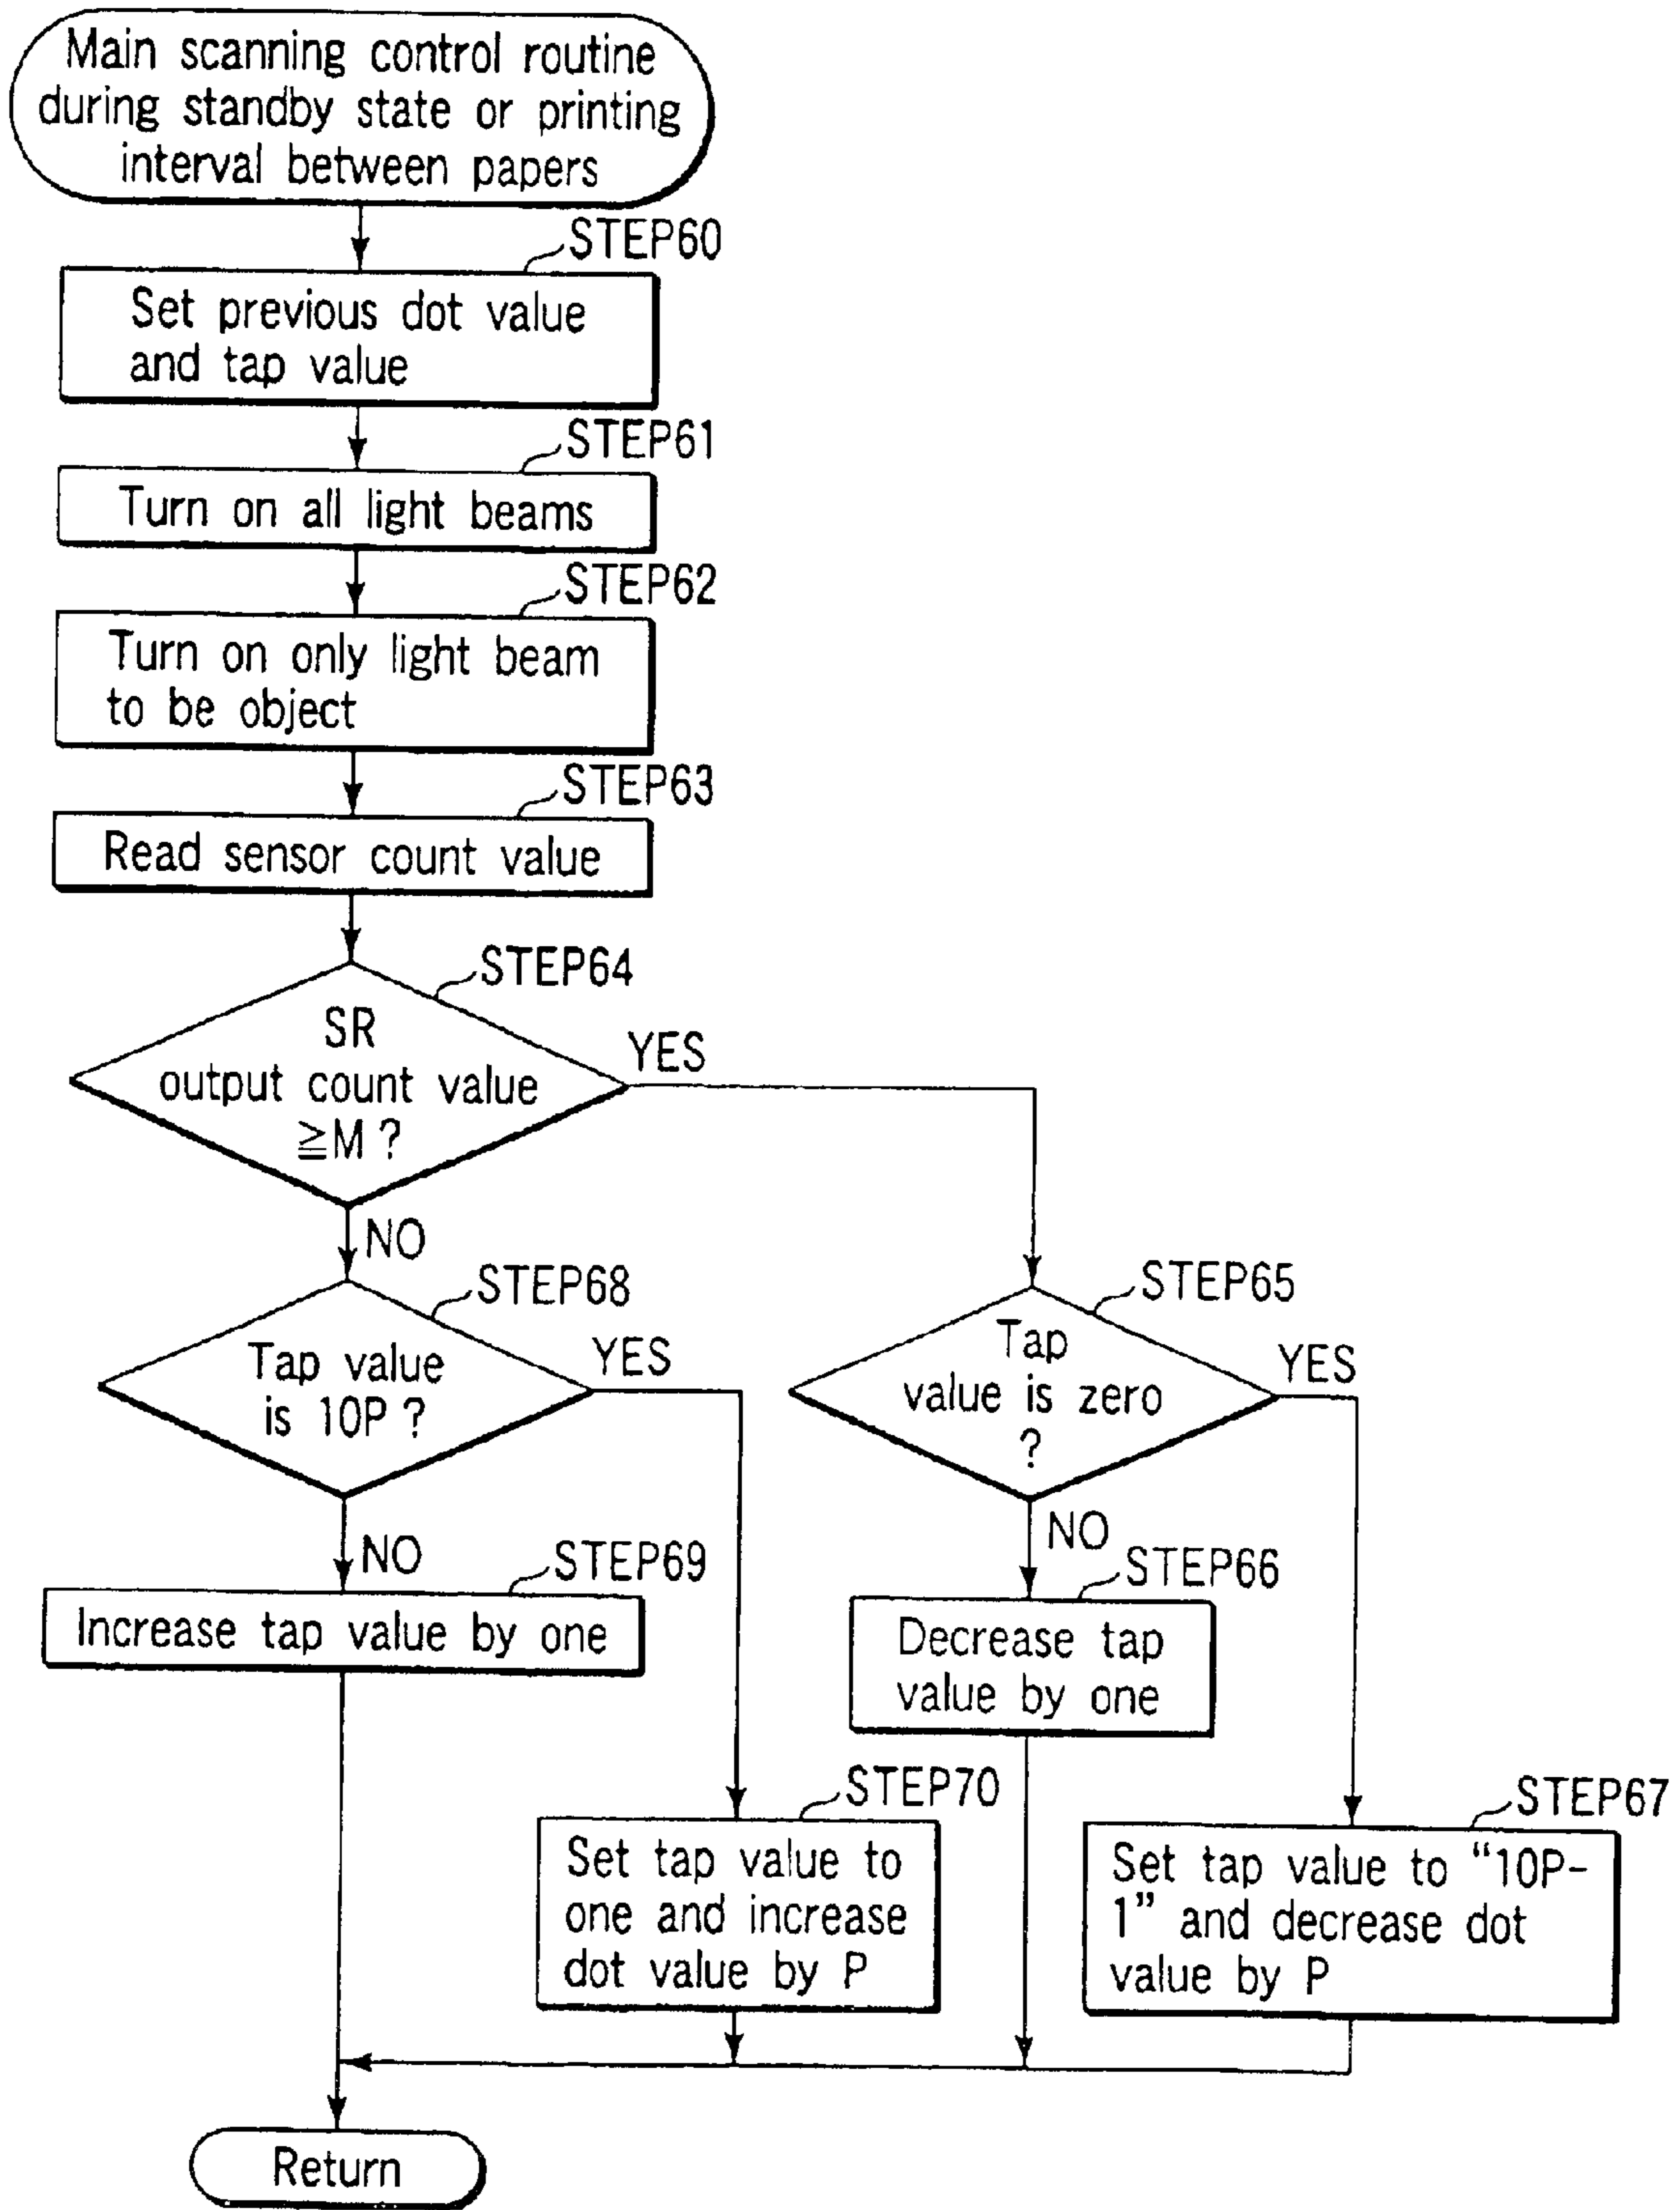 Main scanning control routine
during standby state or printing
interval between papers
STEP60
Set previous dot value
and tap value
STEP61
Turn on all light beams
STEP62
Turn on only light beam
to be object
STEP63
Read sensor count value
STEP64
SR
output count value
≧M ?
YES
NO
STEP68
Tap value
is 10P ?
YES
STEP65
Tap
value is zero
?
YES
NO
STEP69
Increase tap value by one
NO
STEP66
Decrease tap
value by one
STEP70
Set tap value to
one and increase
dot value by P
STEP67
Set tap value to “10P-
1” and decrease dot
value by P
Return